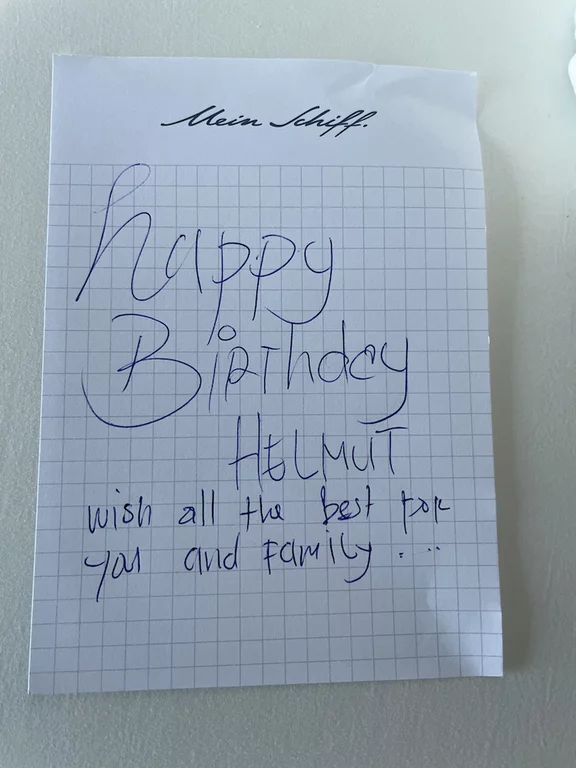 Mein Schiff.
happy
Birthday
HELMUT
wish all the best for
you and Family ...